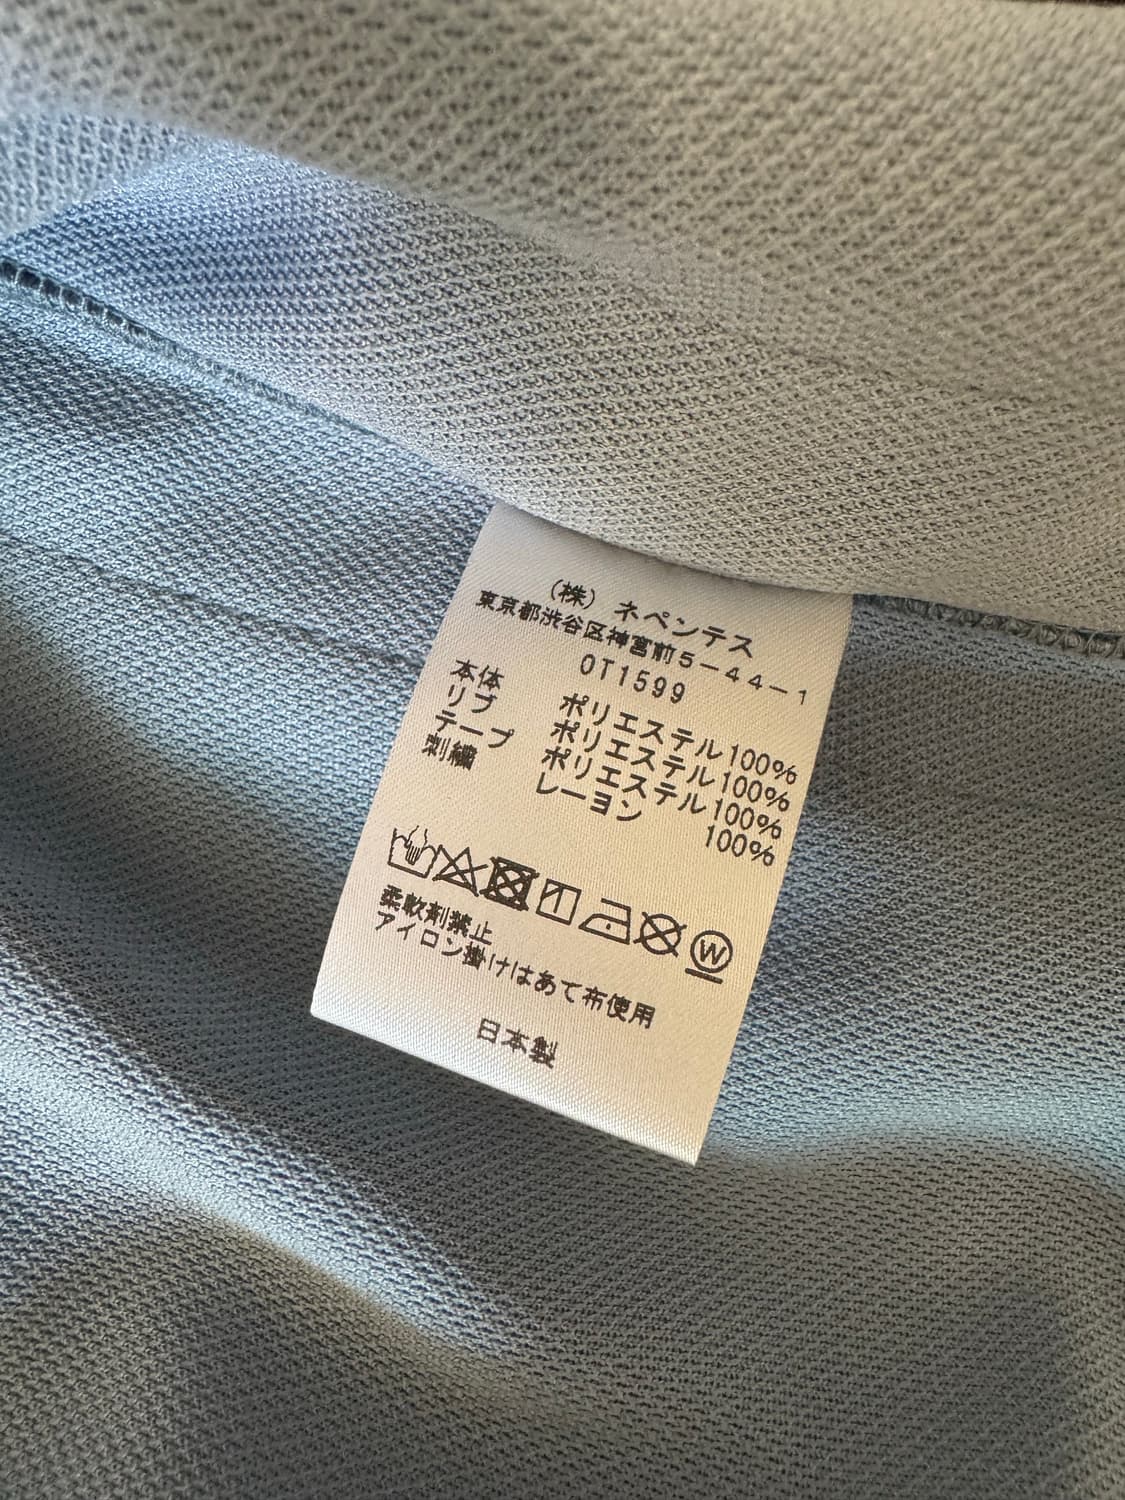 (株) ネペンテス
東京都渋谷区神宮前5-44-1
OT1599
本体 ポリエステル100%
リブ ポリエステル100%
テープ ポリエステル100%
刺繍 レーヨン 100%
W
柔軟剤禁止
アイロン掛けはあて布使用
日本製